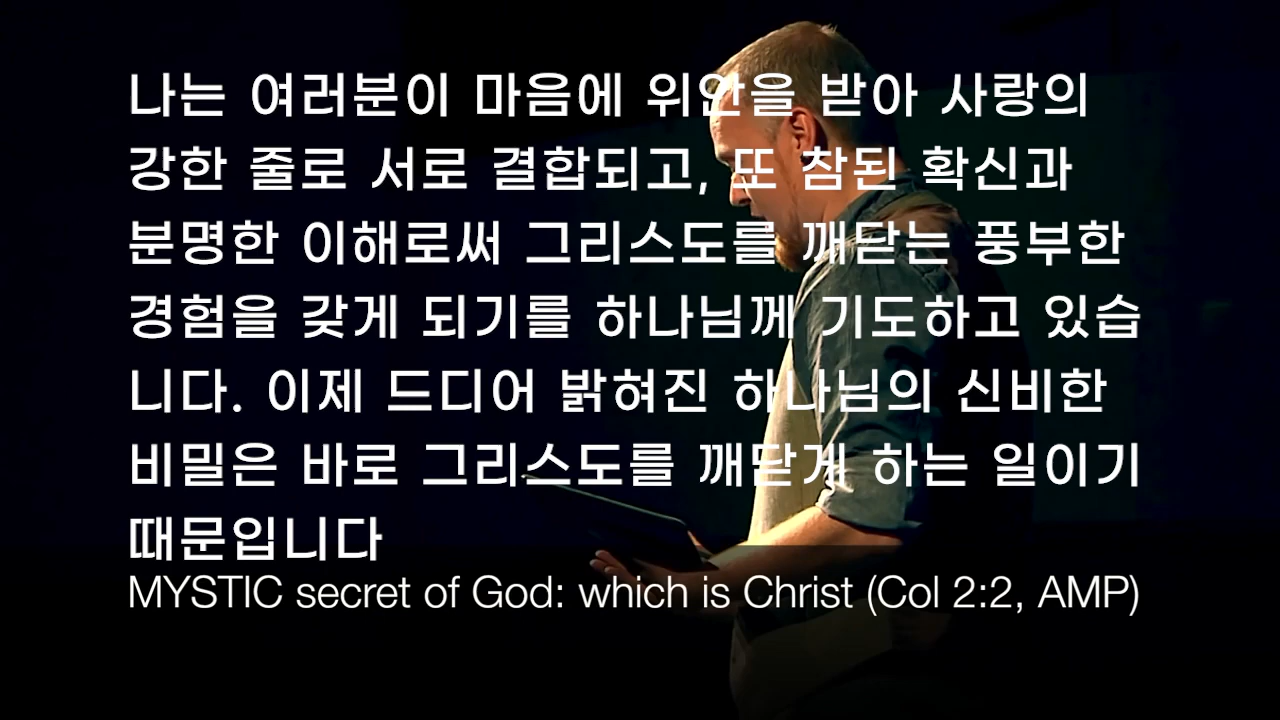 나는 여러분이 마음에 위안을 받아 사랑의
강한 줄로 서로 결합되고, 또 참된 확신과
분명한 이해로써 그리스도를 깨닫는 풍부한
경험을 갖게 되기를 하나님께 기도하고 있습
니다. 이제 드디어 밝혀진 하나님의 신비한
비밀은 바로 그리스도를 깨닫게 하는 일이기
때문입니다
MYSTIC secret of God: which is Christ (Col 2:2, AMP)